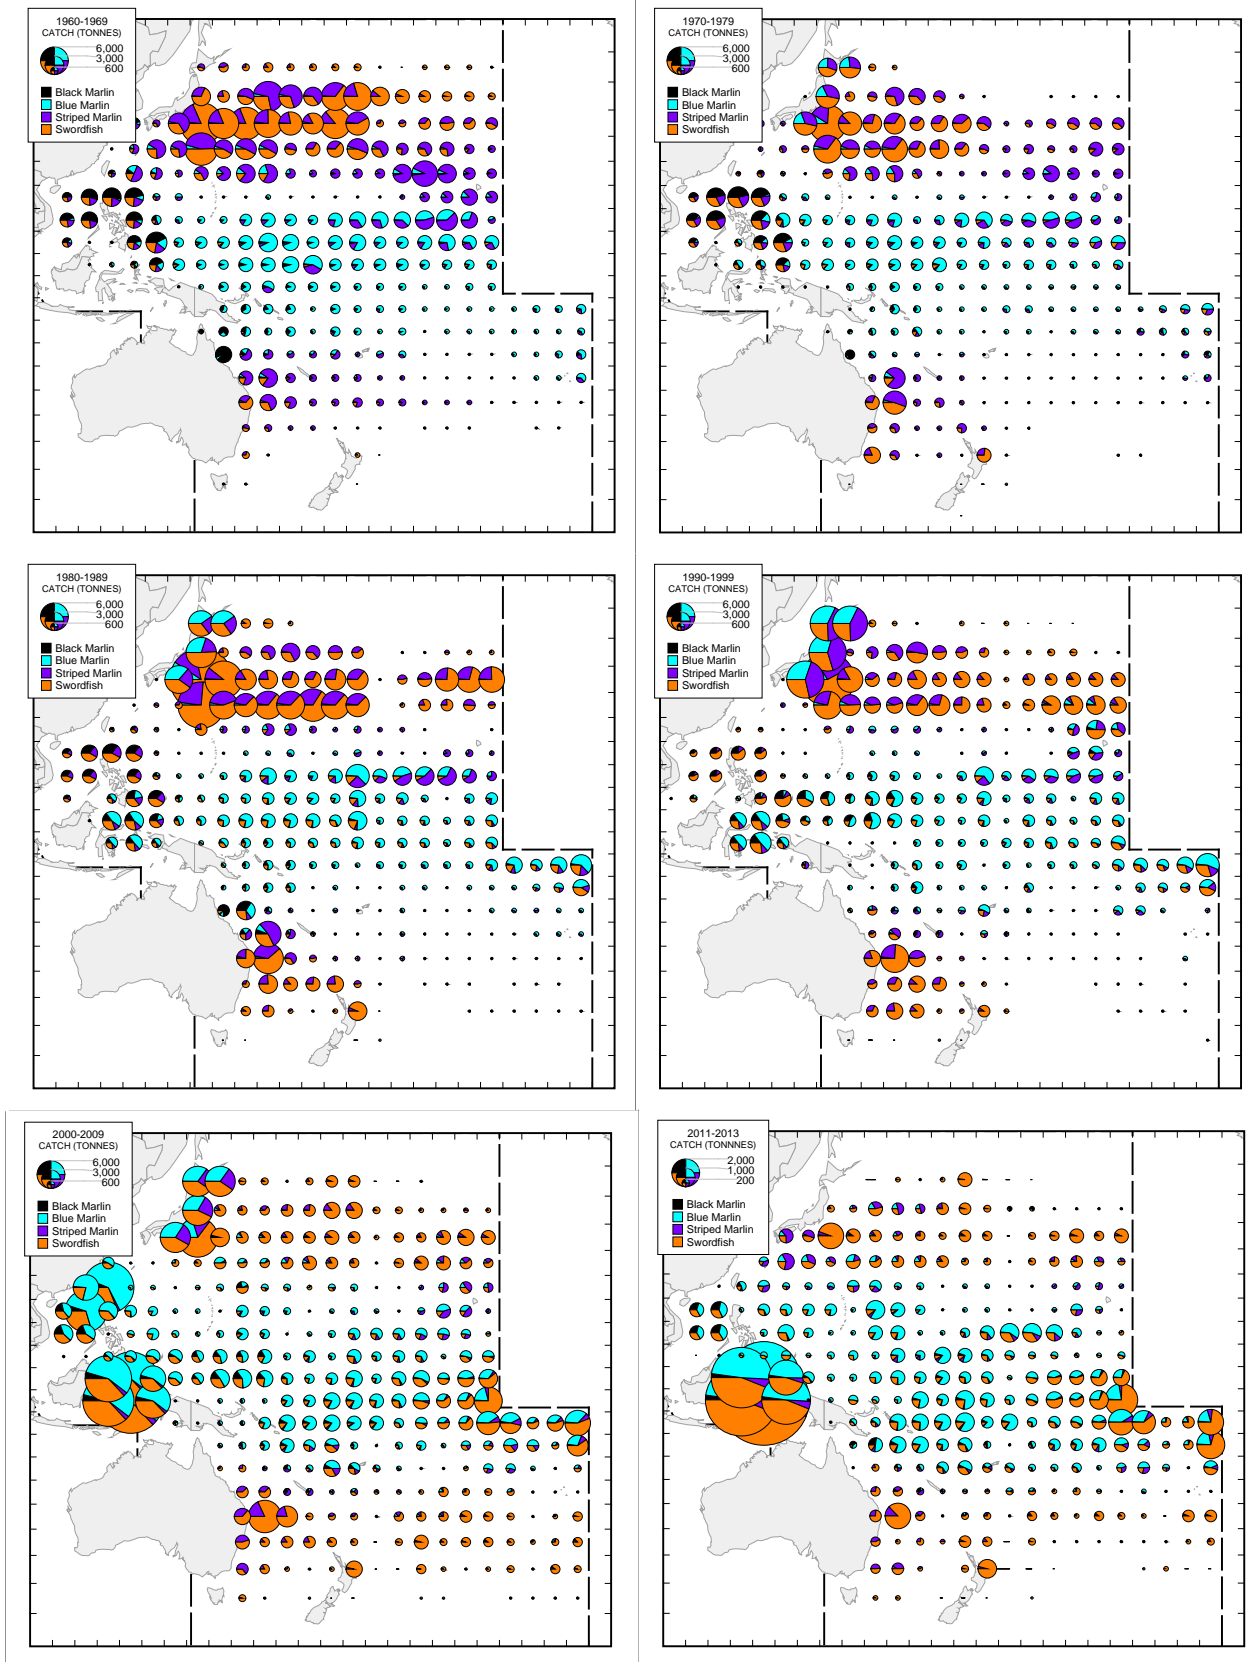 1960-1969
CATCH (TONNES)
6,000
3,000
600
Black Marlin
Blue Marlin
Striped Marlin
Swordfish
1970-1979
CATCH (TONNES)
6,000
3,000
600
Black Marlin
Blue Marlin
Striped Marlin
Swordfish
1980-1989
CATCH (TONNES)
6,000
3,000
600
Black Marlin
Blue Marlin
Striped Marlin
Swordfish
1990-1999
CATCH (TONNES)
6,000
3,000
600
Black Marlin
Blue Marlin
Striped Marlin
Swordfish
2000-2009
CATCH (TONNES)
6,000
3,000
600
Black Marlin
Blue Marlin
Striped Marlin
Swordfish
2011-2013
CATCH (TONNNES)
2,000
1,000
200
Black Marlin
Blue Marlin
Striped Marlin
Swordfish